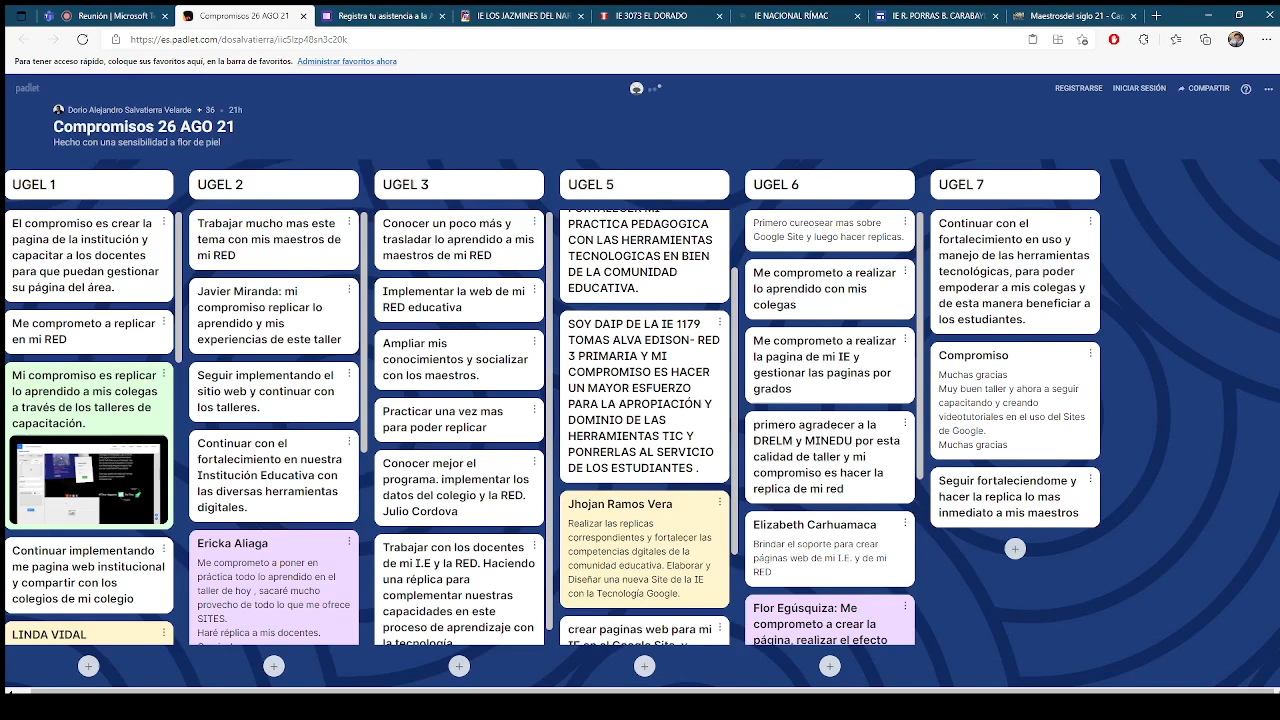 Reunión | Microsoft T
Compromisos 26 AGO 21
Registra tu asistencia a la A
IE LOS JAZMINES DEL NAR
IE 3073 EL DORADO
IE NACIONAL RÍMAC
IE R. PORRAS B. CARABAYL
Maestrosdel siglo 21 - Cap
https://es.padlet.com/dosalvatierra/iic5lzp48sn3c20k
Para tener acceso rápido, coloque sus favoritos aquí, en la barra de favoritos. Administrar favoritos ahora
padlet
REGISTRARSE
INICIAR SESIÓN
COMPARTIR
Dorio Alejandro Salvatierra Velarde + 36 • 21h
Compromisos 26 AGO 21
Hecho con una sensibilidad a flor de piel
UGEL 1
El compromiso es crear la
pagina de la institución y
capacitar a los docentes
para que puedan gestionar
su página del área.
Me comprometo a replicar
en mi RED
Mi compromiso es replicar
lo aprendido a mis colegas
a través de los talleres de
capacitación.
Continuar implementando
me pagina web institucional
y compartir con los
colegios de mi colegio
LINDA VIDAL
UGEL 2
Trabajar mucho mas este
tema con mis maestros de
mi RED
Javier Miranda: mi
compromiso replicar lo
aprendido y mis
experiencias de este taller
Seguir implementando el
sitio web y continuar con
los talleres.
Continuar con el
fortalecimiento en nuestra
Institución Educativa con
las diversas herramientas
digitales.
Ericka Aliaga
Me comprometo a poner en
práctica todo lo aprendido en el
taller de hoy , sacaré mucho
provecho de todo lo que me ofrece
SITES.
Haré réplica a mis docentes.
UGEL 3
Conocer un poco más y
trasladar lo aprendido a mis
maestros de mi RED
Implementar la web de mi
RED educativa
Ampliar mis
conocimientos y socializar
con los maestros.
Practicar una vez mas
para poder replicar
Conocer mejor el
programa. implementar los
datos del colegio y la RED.
Julio Cordova
Trabajar con los docentes
de mi I.E y la RED. Haciendo
una réplica para
complementar nuestras
capacidades en este
proceso de aprendizaje con
la tecnología
UGEL 5
FORTALECER MI
PRACTICA PEDAGOGICA
CON LAS HERRAMIENTAS
TECNOLOGICAS EN BIEN
DE LA COMUNIDAD
EDUCATIVA.
SOY DAIP DE LA IE 1179
TOMAS ALVA EDISON- RED
3 PRIMARIA Y MI
COMPROMISO ES HACER
UN MAYOR ESFUERZO
PARA LA APROPIACIÓN Y
DOMINIO DE LAS
HERRAMIENTAS TIC Y
PONRERLAS AL SERVICIO
DE LOS ESTUDIANTES .
Jhojan Ramos Vera
Realizar las replicas
correspondientes y fortalecer las
competencias dgitales de la
comunidad educativa. Elaborar y
Diseñar una nueva Site de la IE
con la Tecnología Google.
crear paginas web para mi
IE en el Google Site, y
UGEL 6
Primero cureosear mas sobre
Google Site y luego hacer replicas.
Me comprometo a realizar
lo aprendido con mis
colegas
Me comprometo a realizar
la pagina de mi IE y
gestionar las paginas por
grados
primero agradecer a la
DRELM y MINEDU por esta
calidad de taller y mi
compromiso es hacer la
replica de mi red
Elizabeth Carhuamaca
Brindar el soporte para crear
páginas web de mi I.E. y de mi
RED
Flor Egúsquiza: Me
comprometo a crear la
página, realizar el efecto
UGEL 7
Continuar con el
fortalecimiento en uso y
manejo de las herramientas
tecnológicas, para poder
empoderar a mis colegas y
de esta manera beneficiar a
los estudiantes.
Compromiso
Muchas gracias
Muy buen taller y ahora a seguir
capacitando y creando
videotutoriales en el uso del Sites
de Google.
Muchas gracias
Seguir fortaleciendome y
hacer la replica lo mas
inmediato a mis maestros